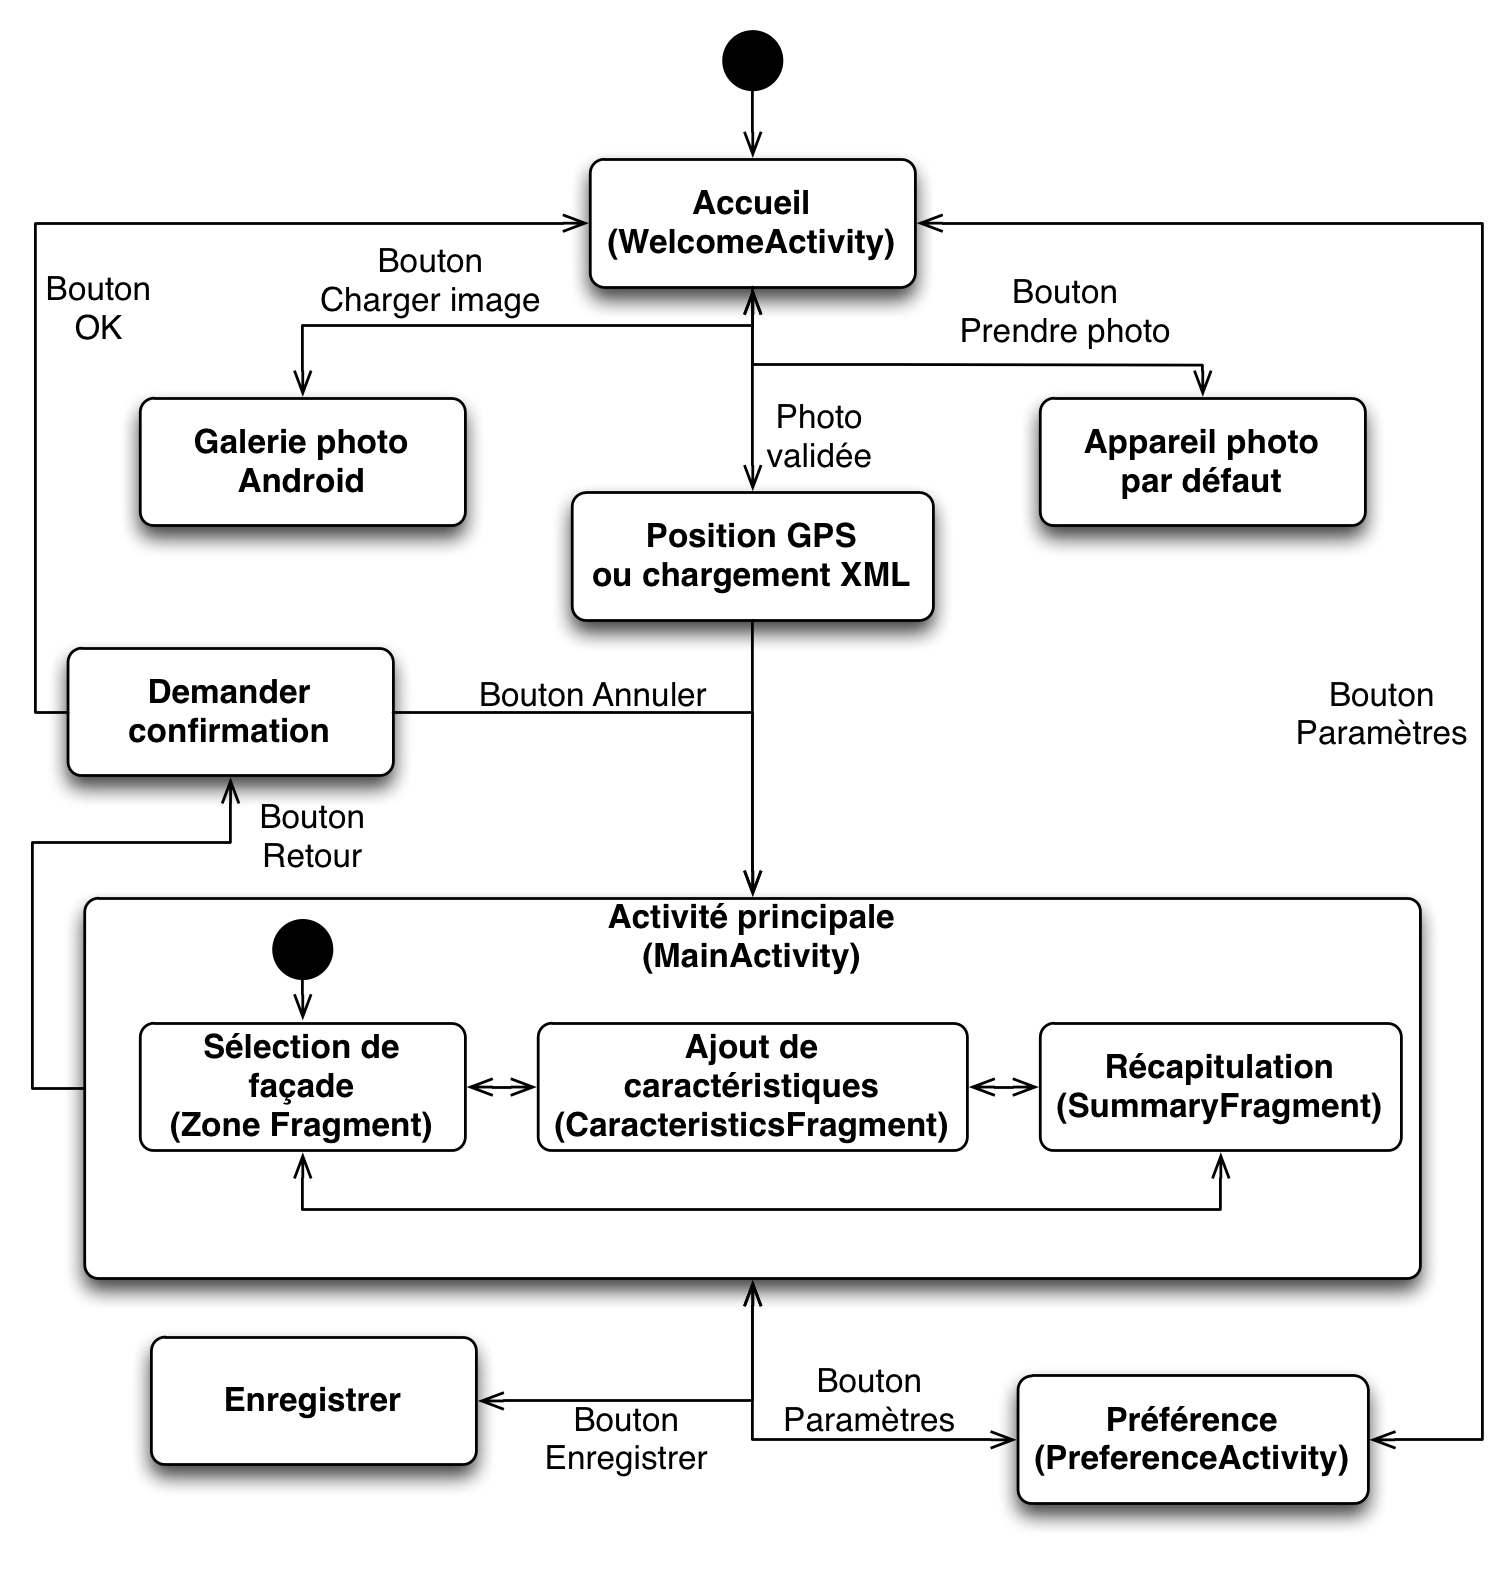 Accueil
(WelcomeActivity)
Bouton
Charger image
Bouton
OK
Bouton
Prendre photo
Galerie photo
Android
Photo
validée
Appareil photo
par défaut
Position GPS
ou chargement XML
Demander
confirmation
Bouton Annuler
Bouton
Paramètres
Bouton
Retour
Activité principale
(MainActivity)
Sélection de
façade
(Zone Fragment)
Ajout de
caractéristiques
(CaracteristicsFragment)
Récapitulation
(SummaryFragment)
Enregistrer
Bouton
Enregistrer
Bouton
Paramètres
Préférence
(PreferenceActivity)